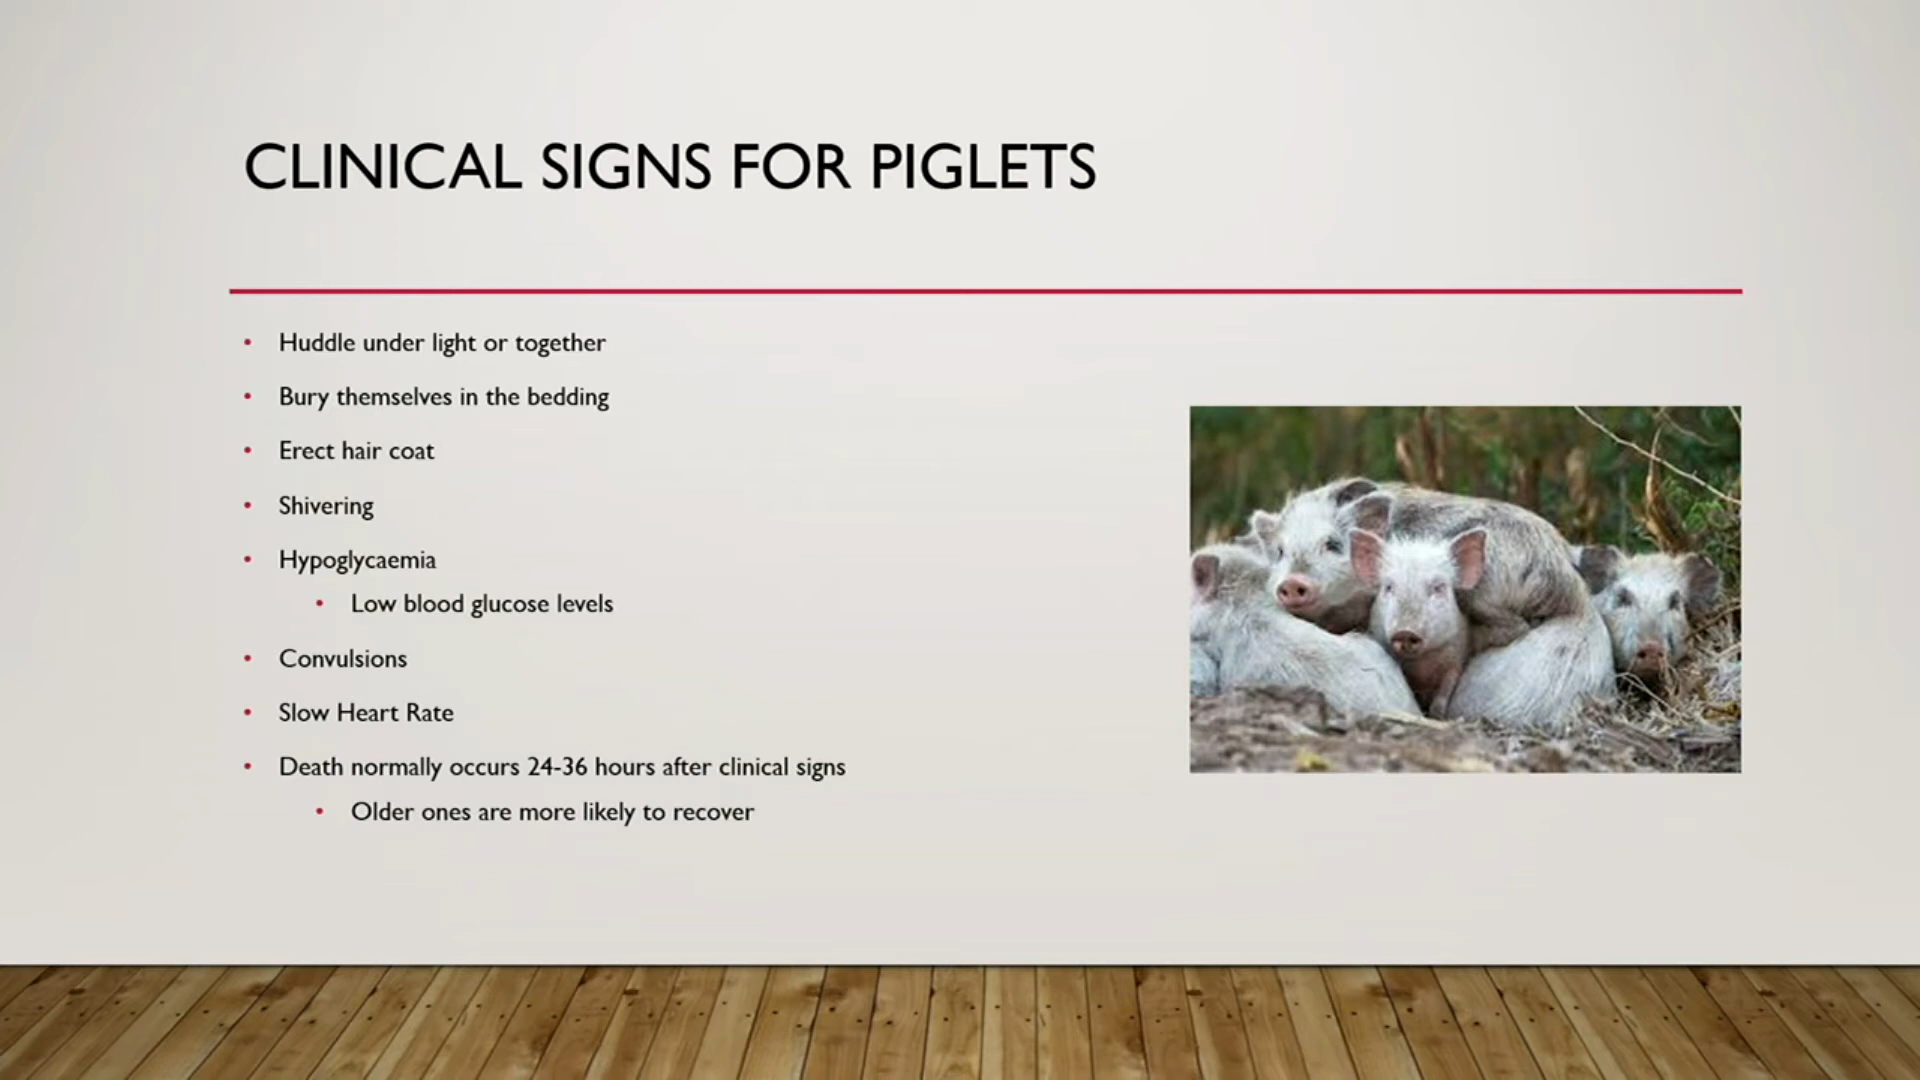 CLINICAL SIGNS FOR PIGLETS
• Huddle under light or together
• Bury themselves in the bedding
• Erect hair coat
• Shivering
• Hypoglycaemia
• Low blood glucose levels
• Convulsions
• Slow Heart Rate
• Death normally occurs 24-36 hours after clinical signs
• Older ones are more likely to recover